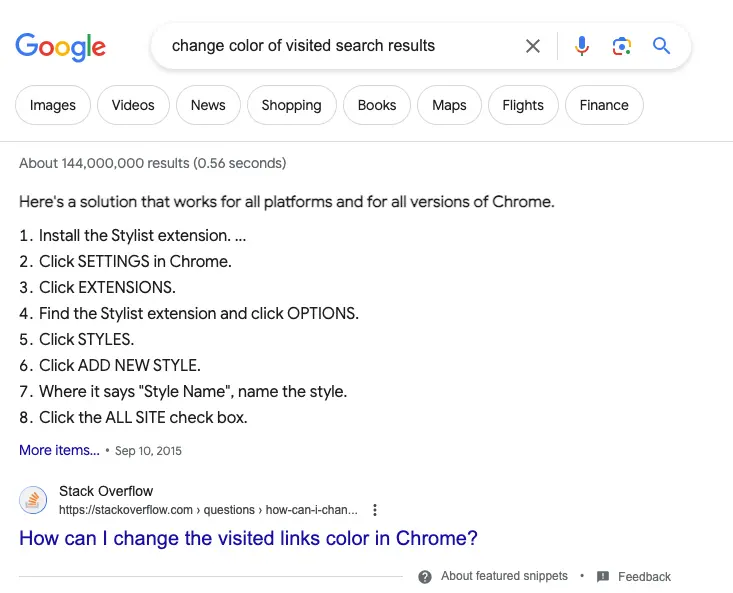 Google
change color of visited search results
Images Videos News Shopping Books Maps Flights Finance
About 144,000,000 results (0.56 seconds)
Here's a solution that works for all platforms and for all versions of Chrome.
1. Install the Stylist extension. ...
2. Click SETTINGS in Chrome.
3. Click EXTENSIONS.
4. Find the Stylist extension and click OPTIONS.
5. Click STYLES.
6. Click ADD NEW STYLE.
7. Where it says "Style Name", name the style.
8. Click the ALL SITE check box.
More items... • Sep 10, 2015
Stack Overflow
https://stackoverflow.com › questions › how-can-i-chan...
How can I change the visited links color in Chrome?
About featured snippets • Feedback